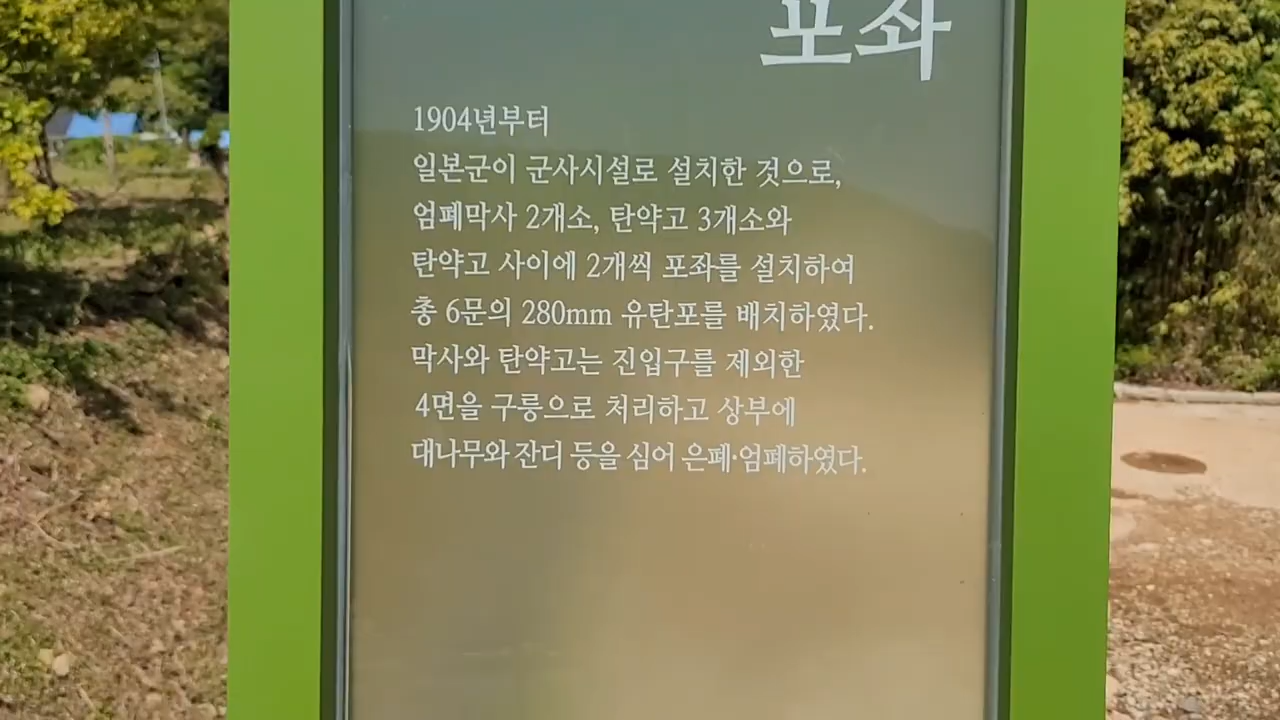 포좌
1904년부터
일본군이 군사시설로 설치한 것으로,
엄폐막사 2개소, 탄약고 3개소와
탄약고 사이에 2개씩 포좌를 설치하여
총 6문의 280mm 유탄포를 배치하였다.
막사와 탄약고는 진입구를 제외한
4면을 구릉으로 처리하고 상부에
대나무와 잔디 등을 심어 은폐·엄폐하였다.